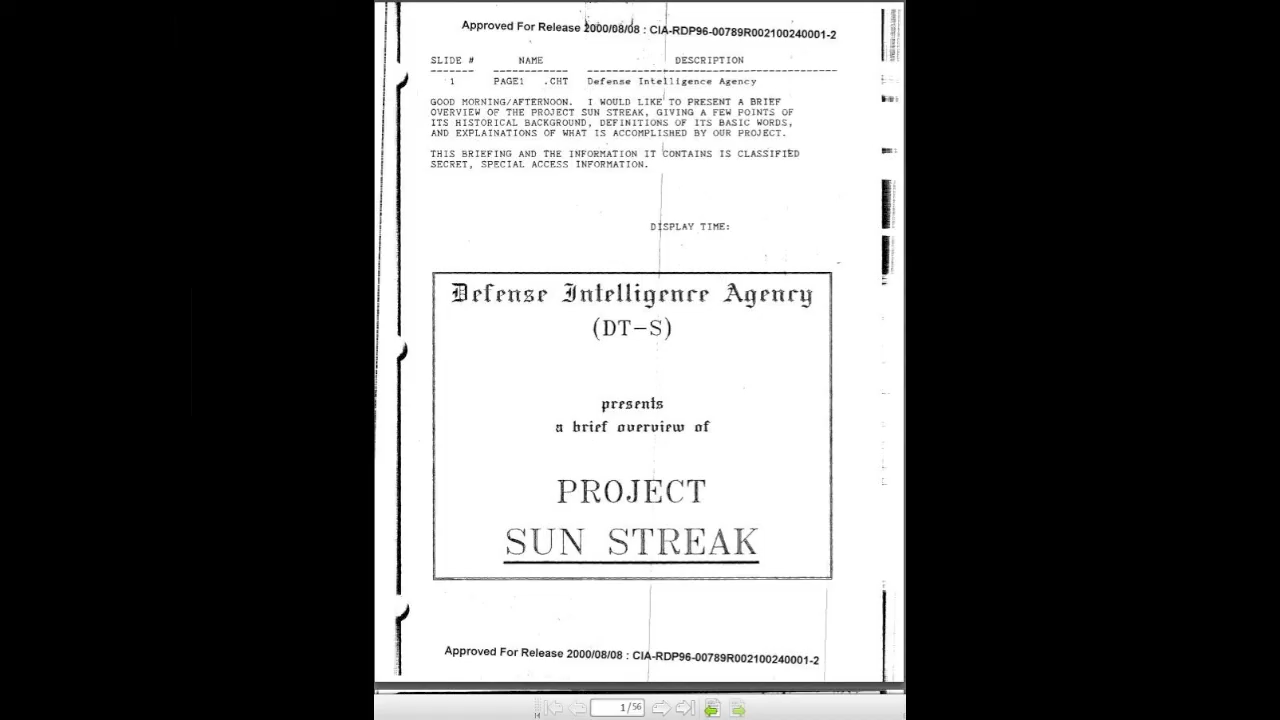 Approved For Release 2000/08/08 : CIA-RDP96-00789R002100240001-2
SLIDE # NAME DESCRIPTION
1 PAGE1 .CHT Defense Intelligence Agency
GOOD MORNING/AFTERNOON. I WOULD LIKE TO PRESENT A BRIEF
OVERVIEW OF THE PROJECT SUN STREAK, GIVING A FEW POINTS OF
ITS HISTORICAL BACKGROUND, DEFINITIONS OF ITS BASIC WORDS,
AND EXPLAINATIONS OF WHAT IS ACCOMPLISHED BY OUR PROJECT.
THIS BRIEFING AND THE INFORMATION IT CONTAINS IS CLASSIFIED
SECRET, SPECIAL ACCESS INFORMATION.
DISPLAY TIME:
Defense Intelligence Agency
(DT-S)
presents
a brief overview of
PROJECT
SUN STREAK
Approved For Release 2000/08/08 : CIA-RDP96-00789R002100240001-2
1/56